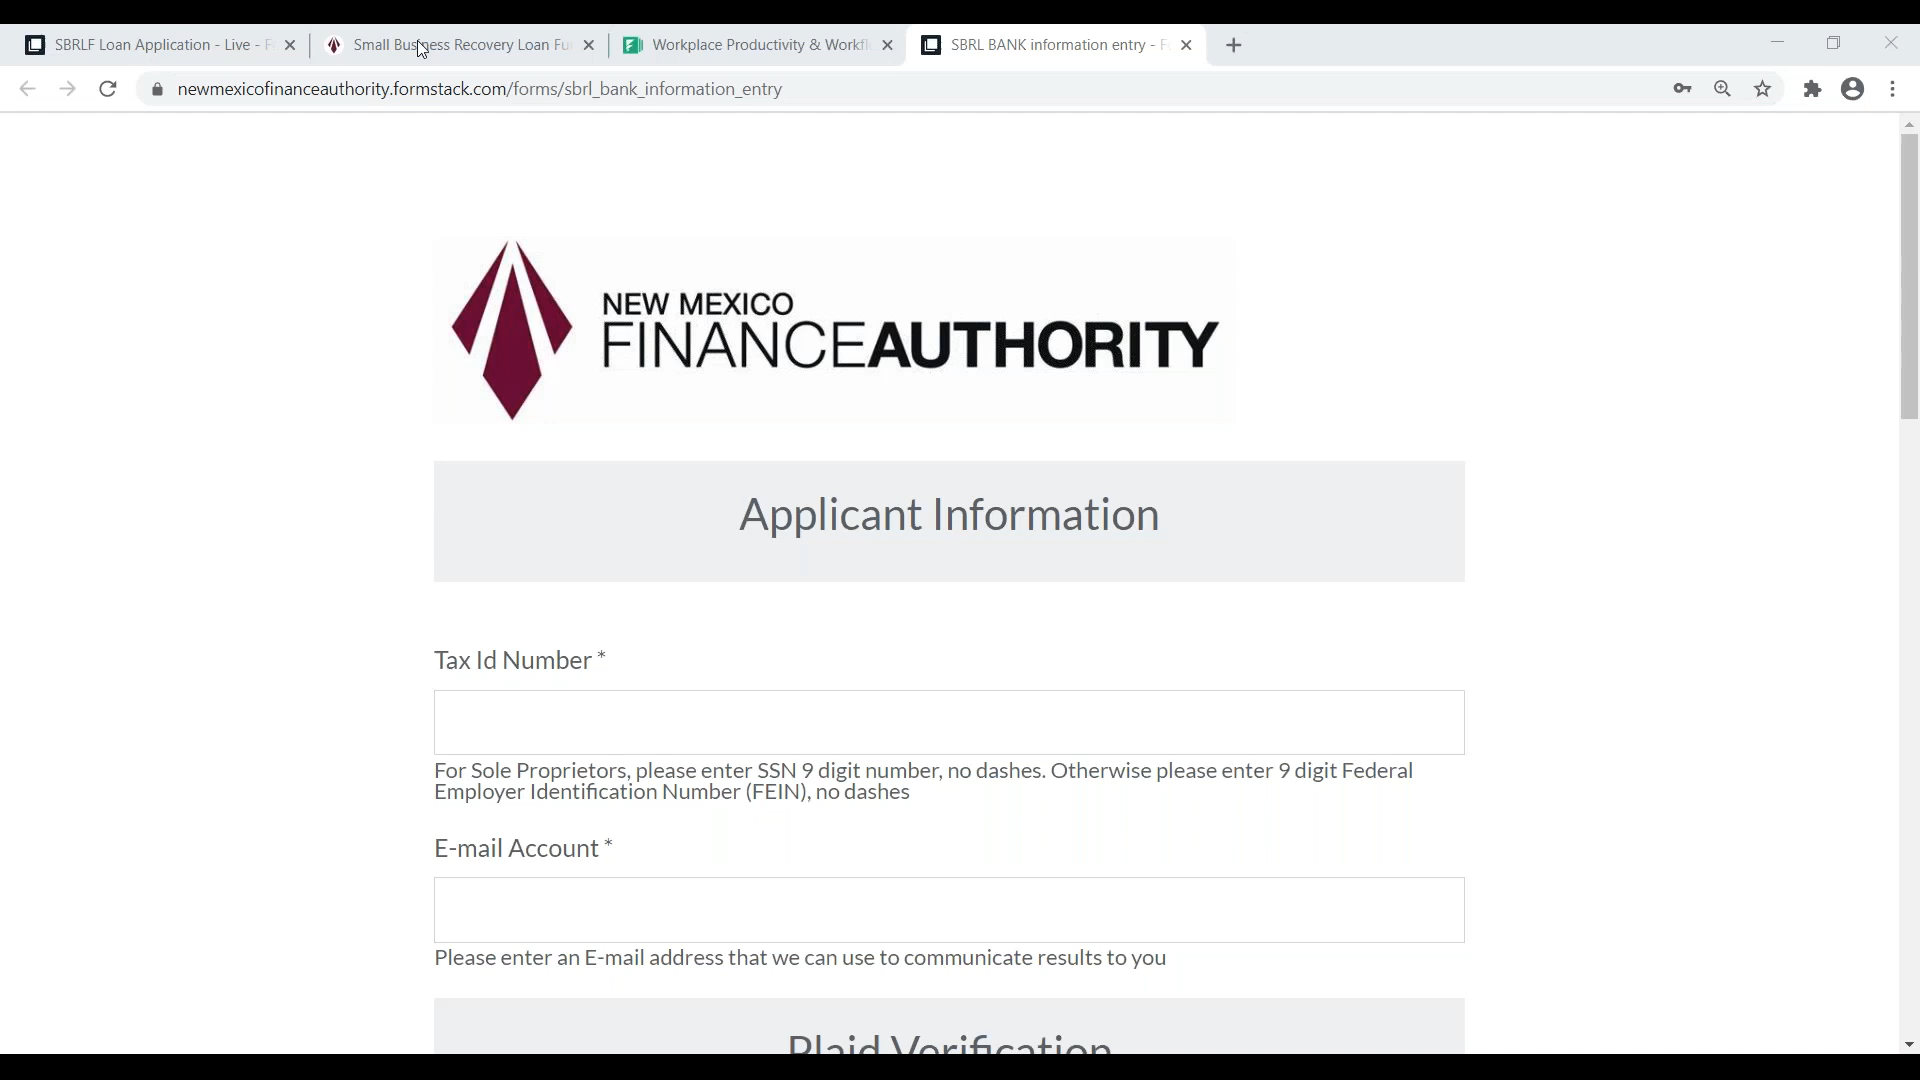 SBRLF Loan Application - Live - F
Small Business Recovery Loan Fu
Workplace Productivity & Workfl
SBRL BANK information entry - F
newmexicofinanceauthority.formstack.com/forms/sbrl_bank_information_entry
NEW MEXICO
FINANCEAUTHORITY
Applicant Information
Tax Id Number *
For Sole Proprietors, please enter SSN 9 digit number, no dashes. Otherwise please enter 9 digit Federal
Employer Identification Number (FEIN), no dashes
E-mail Account *
Please enter an E-mail address that we can use to communicate results to you
Plaid Verification